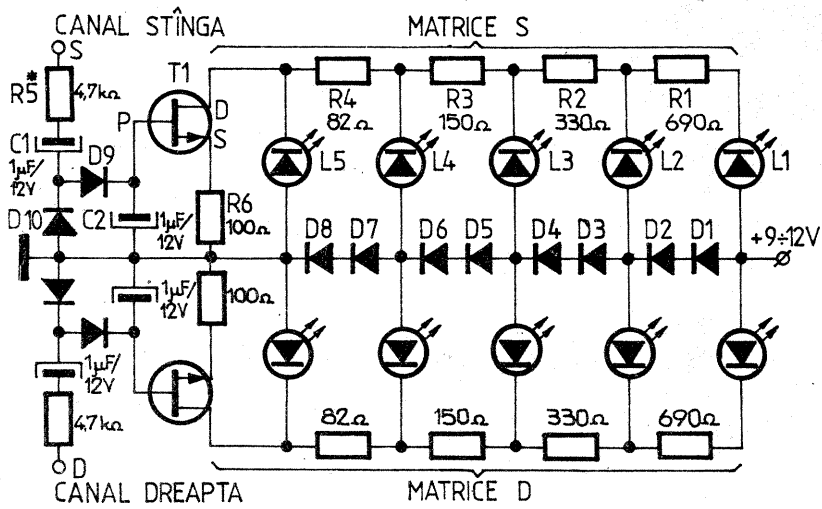 CANAL STÎNGA
MATRICE S
S
R5*
4,7kΩ
C1
1µF/
12V
D9
D10
C2
1µF/
12V
T1
P
D
S
R6
100Ω
R4
82Ω
R3
150Ω
R2
330Ω
R1
690Ω
L5
L4
L3
L2
L1
D8 D7 D6 D5 D4 D3 D2 D1
+9÷12V
100Ω
1µF/
12V
1µF/
12V
4,7kΩ
82Ω
150Ω
330Ω
690Ω
D
CANAL DREAPTA
MATRICE D